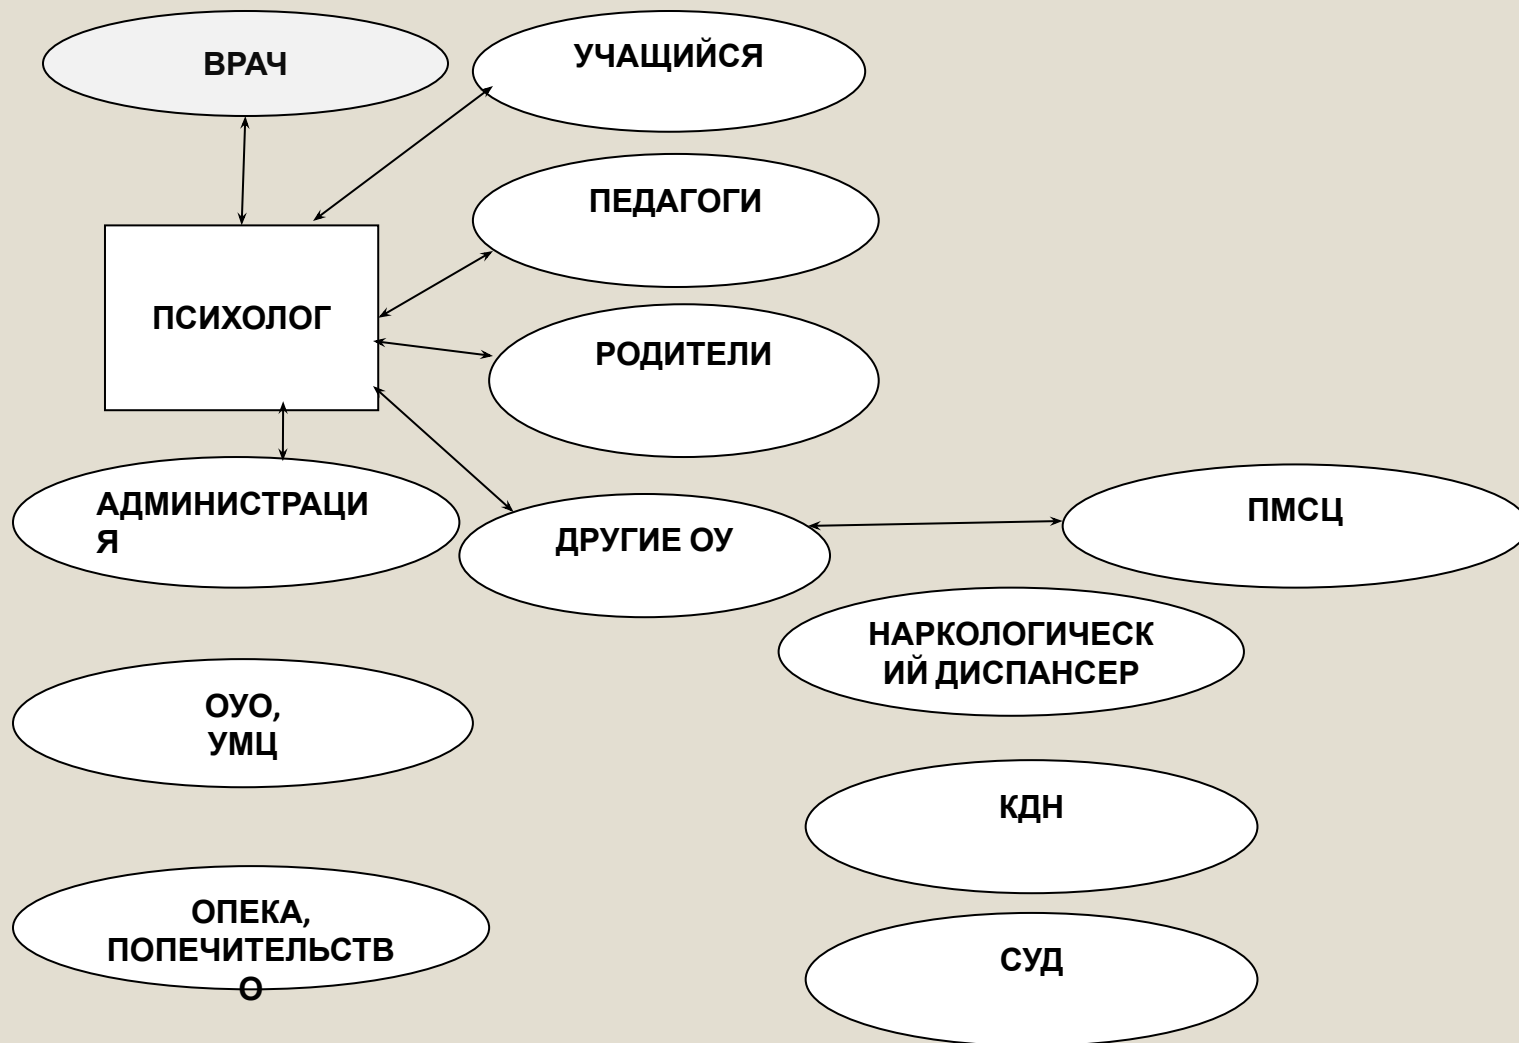 ВРАЧ
УЧАЩИЙСЯ
ПЕДАГОГИ
ПСИХОЛОГ
РОДИТЕЛИ
АДМИНИСТРАЦИ
Я
ДРУГИЕ ОУ
ПМСЦ
НАРКОЛОГИЧЕСК
ИЙ ДИСПАНСЕР
ОУО,
УМЦ
КДН
ОПЕКА,
ПОПЕЧИТЕЛЬСТВ
О
СУД